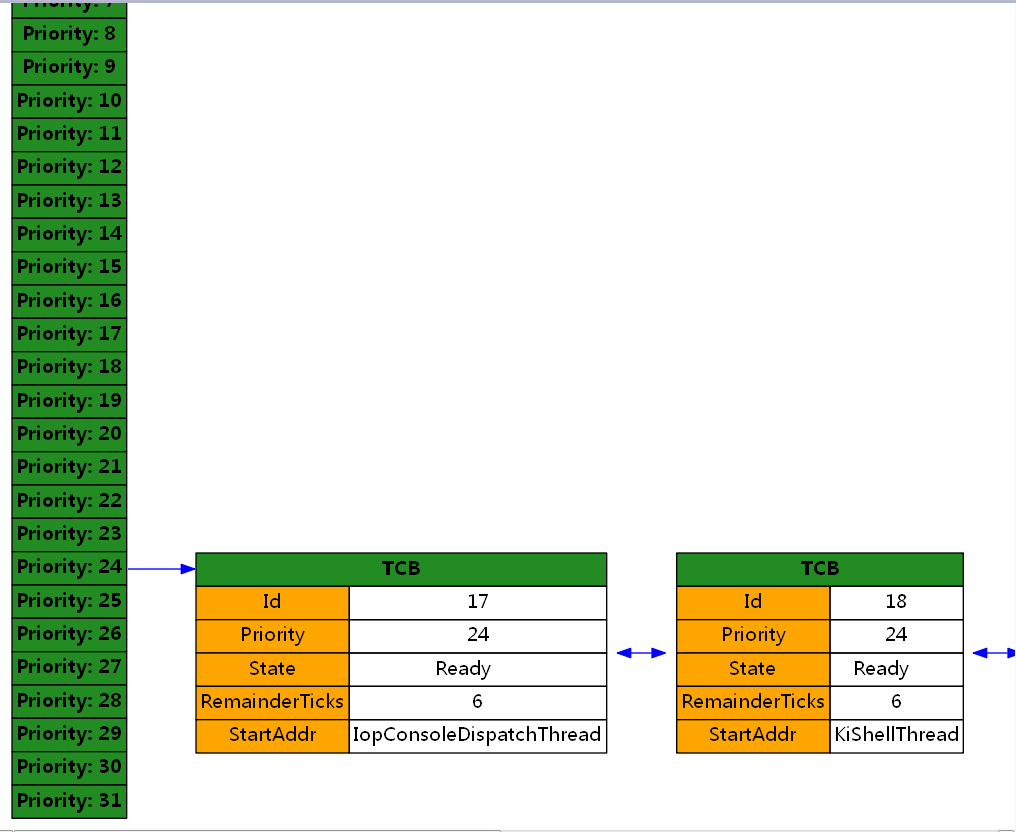 Priority: 7
Priority: 8
Priority: 9
Priority: 10
Priority: 11
Priority: 12
Priority: 13
Priority: 14
Priority: 15
Priority: 16
Priority: 17
Priority: 18
Priority: 19
Priority: 20
Priority: 21
Priority: 22
Priority: 23
Priority: 24
Priority: 25
Priority: 26
Priority: 27
Priority: 28
Priority: 29
Priority: 30
Priority: 31
TCB
Id 17
Priority 24
State Ready
RemainderTicks 6
StartAddr IopConsoleDispatchThread
TCB
Id 18
Priority 24
State Ready
RemainderTicks 6
StartAddr KiShellThread